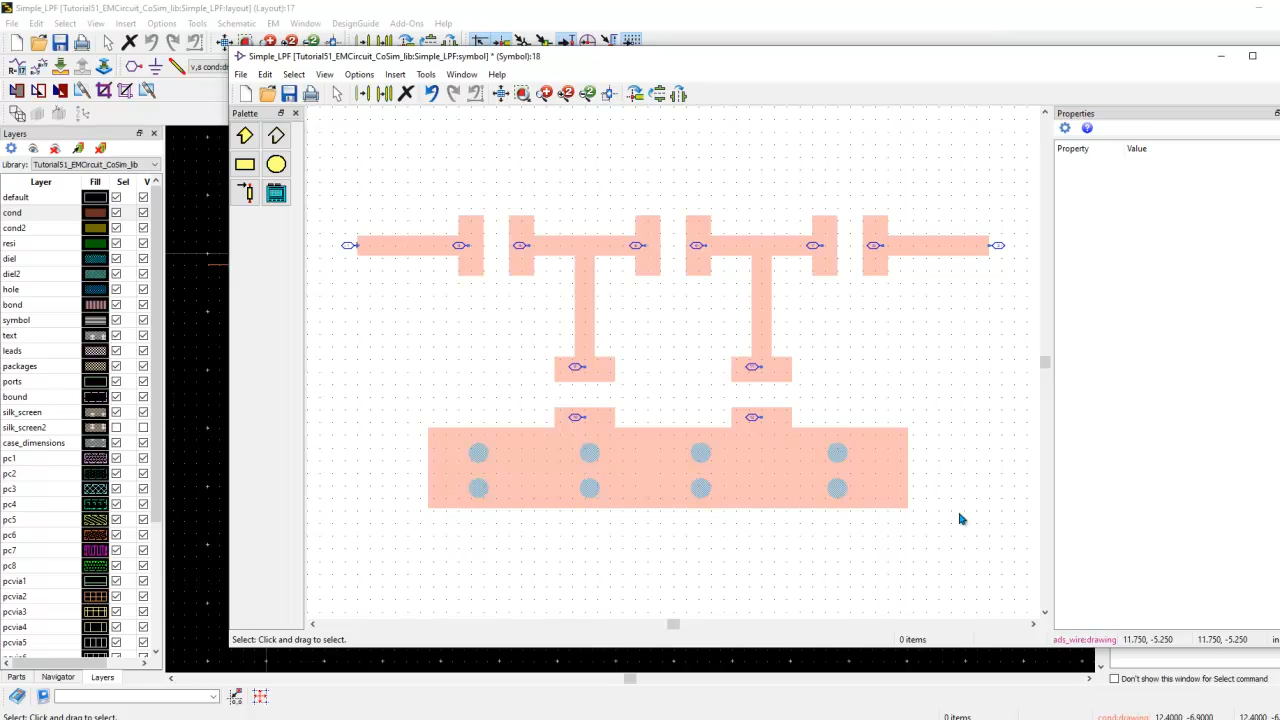 Simple_LPF [Tutorial51_EMCircuit_CoSim_lib:Simple_LPF:layout] (Layout):17
File Edit Select View Insert Options Tools Schematic EM Window DesignGuide Add-Ons Help
v,s cond:dr
Simple_LPF [Tutorial51_EMCircuit_CoSim_lib:Simple_LPF:symbol] * (Symbol):18
File Edit Select View Options Insert Tools Window Help
Palette
Properties
Property Value
Layers
Library: Tutorial51_EMCircuit_CoSim_lib
Layer Fill Sel V
default
cond
cond2
resi
diel
diel2
hole
bond
symbol
text
leads
packages
ports
bound
silk_screen
silk_screen2
case_dimensions
pc1
pc2
pc3
pc4
pc5
pc6
pc7
pc8
pcvia1
pcvia2
pcvia3
pcvia4
pcvia5
Select: Click and drag to select. 0 items ads_wire:drawing 11.750, -5.250 11.750, -5.250 in
Parts Navigator Layers
Don't show this window for Select command
Select: Click and drag to select. 0 items cond:drawing 12.4000, -6.9000 12.4000, -6.9